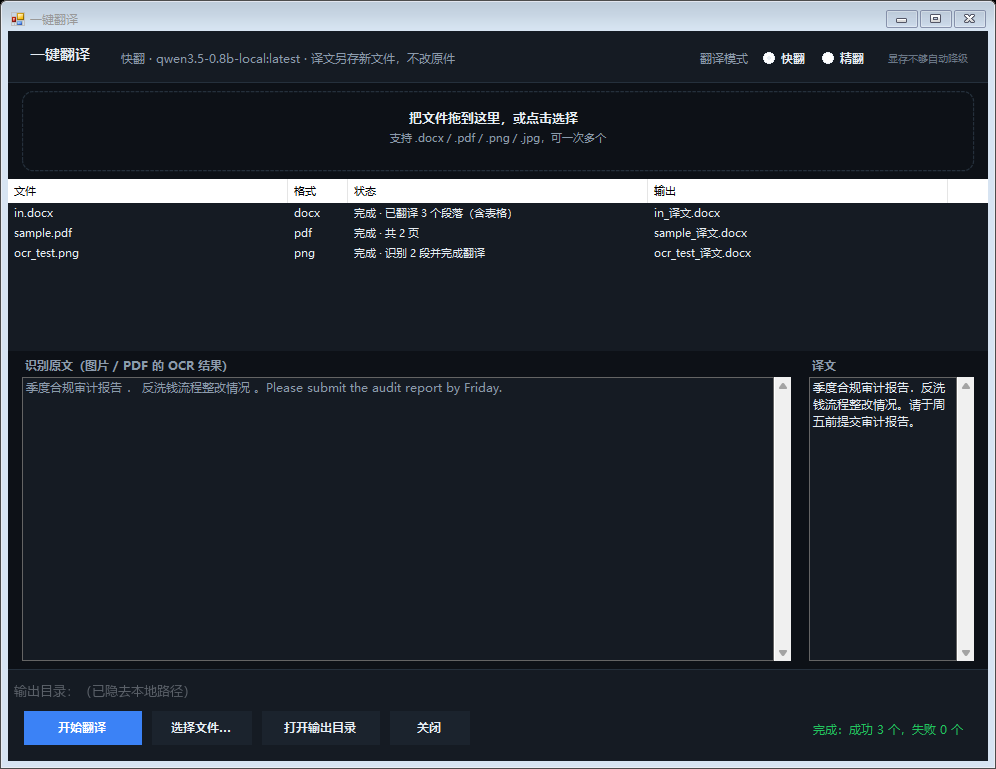 一键翻译
一键翻译 快翻 · qwen3.5-0.8b-local:latest · 译文另存新文件，不改原件 翻译模式 快翻 精翻 显存不够自动降级
把文件拖到这里，或点击选择
支持 .docx / .pdf / .png / .jpg，可一次多个
文件 格式 状态 输出
in.docx docx 完成 · 已翻译 3 个段落（含表格） in_译文.docx
sample.pdf pdf 完成 · 共 2 页 sample_译文.docx
ocr_test.png png 完成 · 识别 2 段并完成翻译 ocr_test_译文.docx
识别原文（图片 / PDF 的 OCR 结果）
季度合规审计报告 ． 反洗钱流程整改情况 。Please submit the audit report by Friday.
译文
季度合规审计报告．反洗
钱流程整改情况。请于周
五前提交审计报告。
输出目录： （已隐去本地路径）
开始翻译 选择文件... 打开输出目录 关闭 完成：成功 3 个，失败 0 个